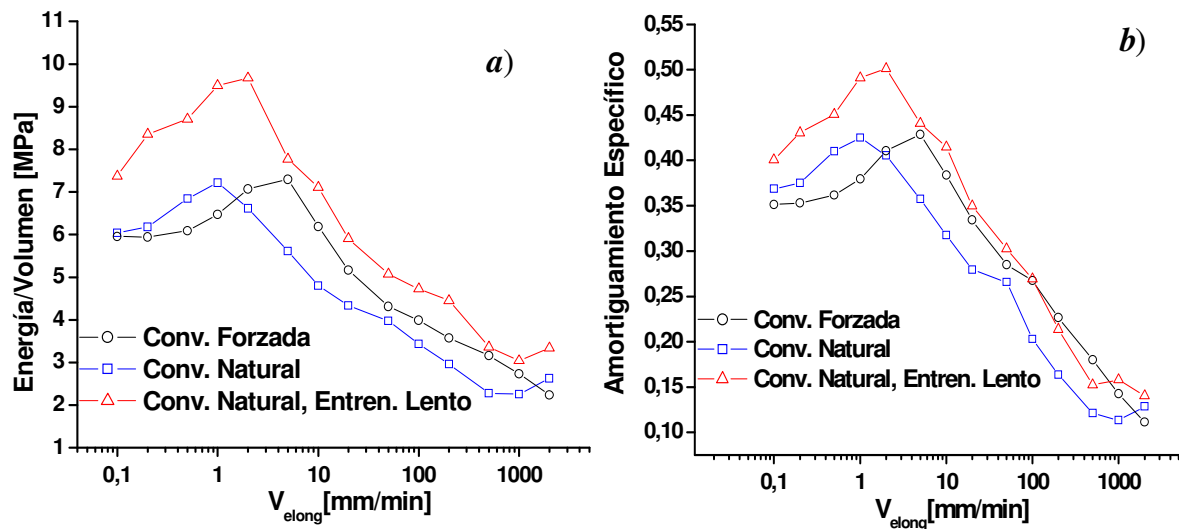 a)
Energía/Volumen [MPa]
11
10
9
8
7
6
5
4
3
2
1
Conv. Forzada
Conv. Natural
Conv. Natural, Entren. Lento
0,1
1
10
100
1000
V_elong[mm/min]
b)
Amortiguamiento Específico
0,55
0,50
0,45
0,40
0,35
0,30
0,25
0,20
0,15
0,10
Conv. Forzada
Conv. Natural
Conv. Natural, Entren. Lento
0,1
1
10
100
1000
V_elong[mm/min]